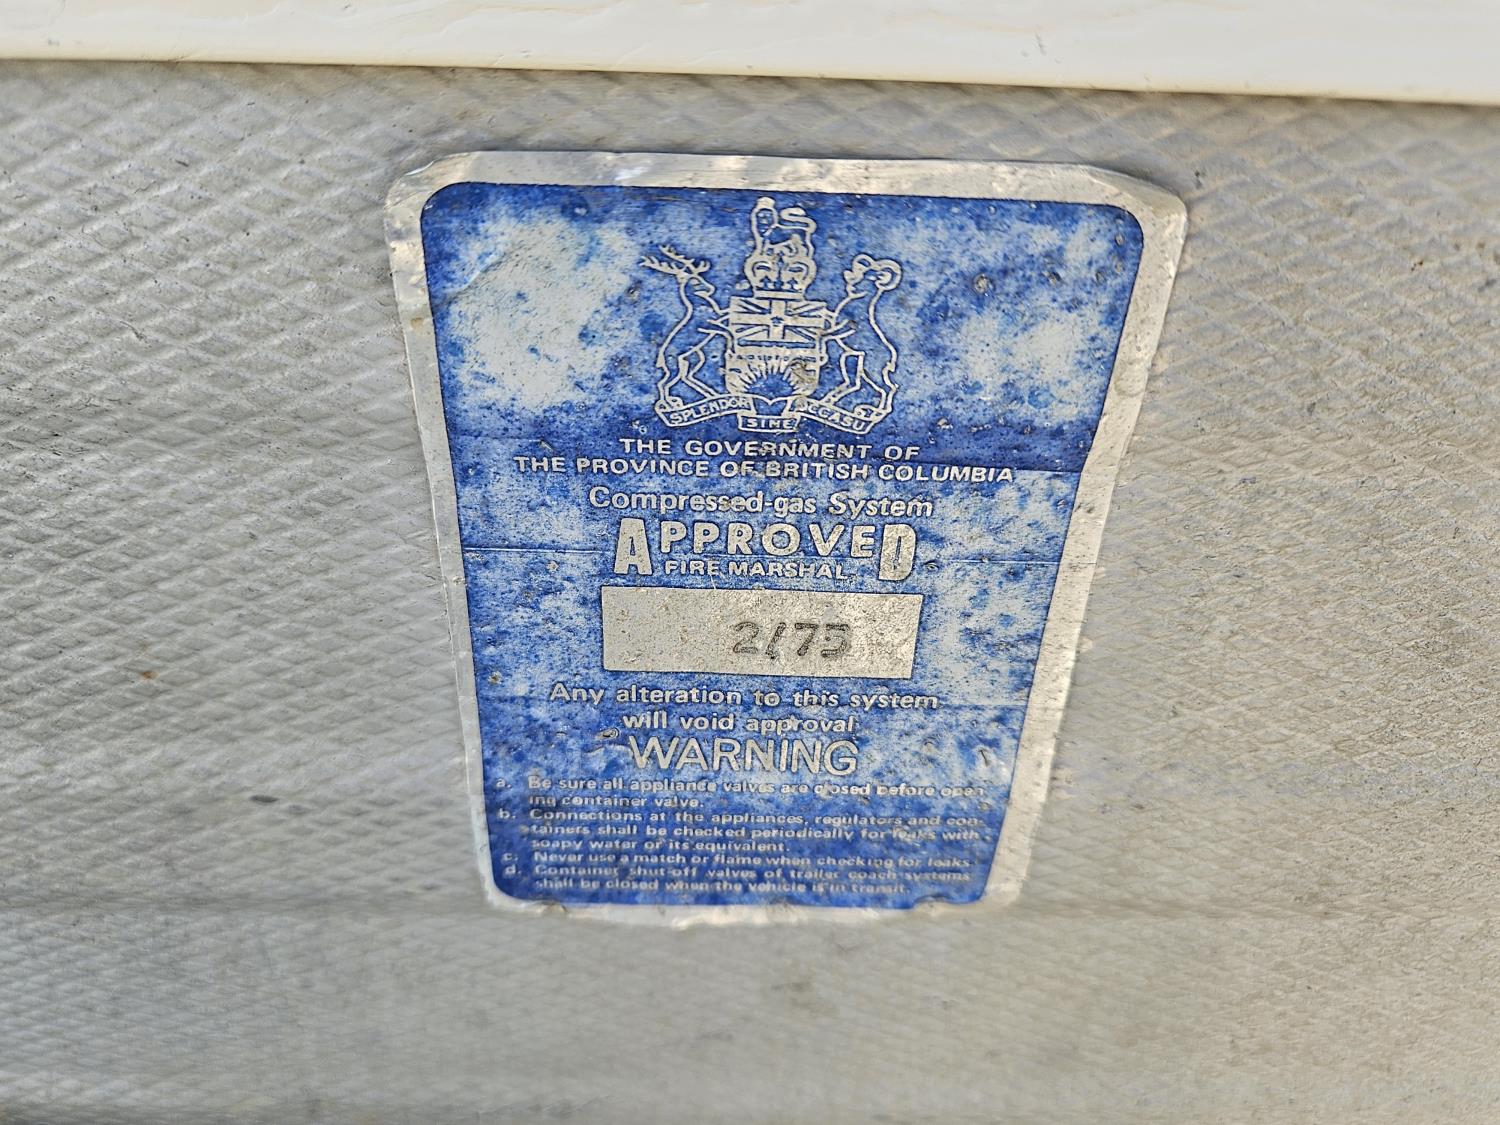 SPLENDOR SINE OCCASU
THE GOVERNMENT OF
THE PROVINCE OF BRITISH COLUMBIA
Compressed-gas System
APPROVED
FIRE MARSHAL
2/75
Any alteration to this system
will void approval
WARNING
a. Be sure all appliance valves are closed before open-
ing container valve.
b. Connections at the appliances, regulators and con-
tainers shall be checked periodically for leaks with
soapy water or its equivalent.
c. Never use a match or flame when checking for leaks
d. Container shut-off valves of trailer coach systems
shall be closed when the vehicle is in transit.